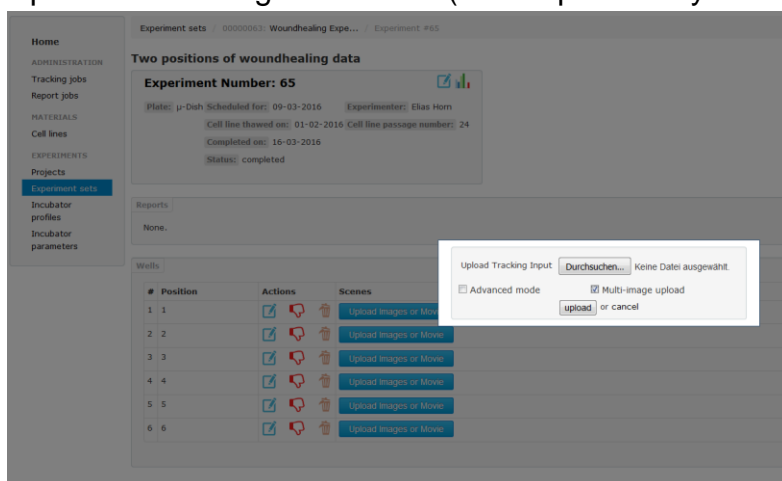 Experiment sets / 00000063: Woundhealing Expe... / Experiment #65
Home
ADMINISTRATION
Tracking jobs
Report jobs
MATERIALS
Cell lines
EXPERIMENTS
Projects
Experiment sets
Incubator
profiles
Incubator
parameters
Two positions of woundhealing data
Experiment Number: 65
Plate: µ-Dish Scheduled for: 09-03-2016 Experimenter: Elias Horn
Cell line thawed on: 01-02-2016 Cell line passage number: 24
Completed on: 16-03-2016
Status: completed
Reports
None.
Wells
# Position Actions Scenes
1 1 Upload Images or Movie
2 2 Upload Images or Movie
3 3 Upload Images or Movie
4 4 Upload Images or Movie
5 5 Upload Images or Movie
6 6 Upload Images or Movie
Upload Tracking Input Durchsuchen... Keine Datei ausgewählt.
Advanced mode Multi-image upload
upload or cancel